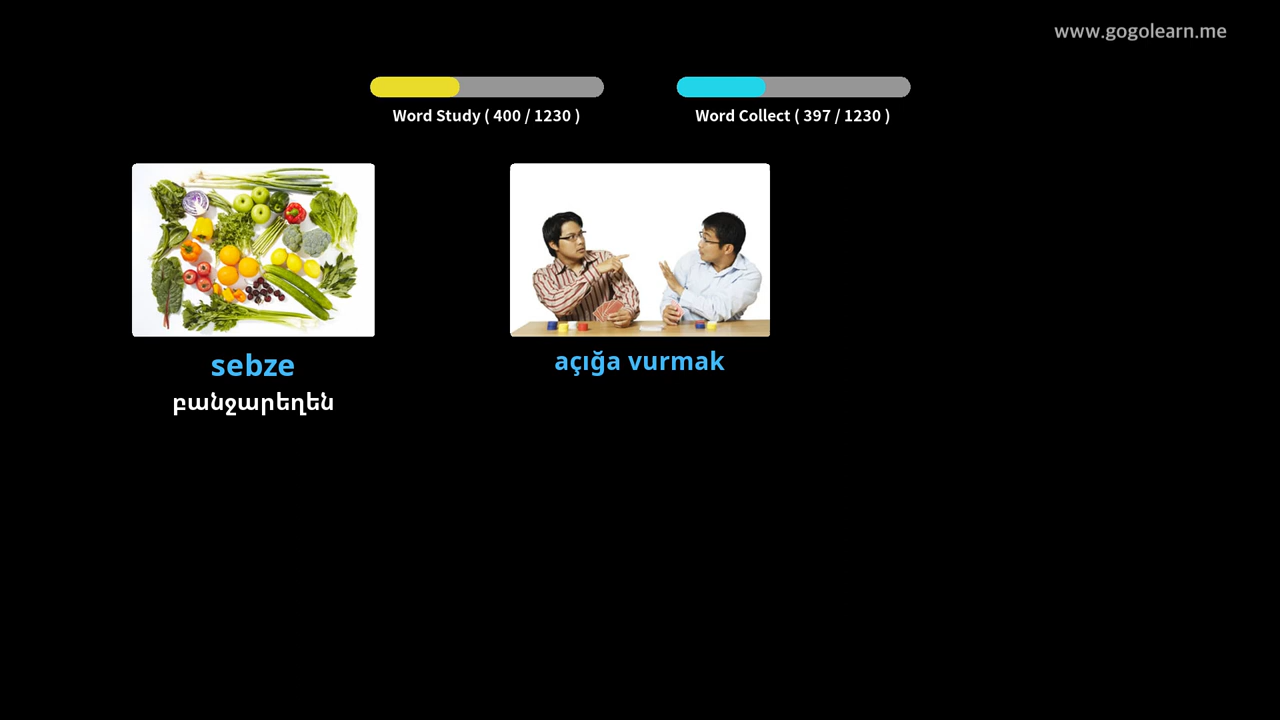 www.gogolearn.me
Word Study ( 400 / 1230 )
Word Collect ( 397 / 1230 )
sebze
բանջարեղեն
açığa vurmak